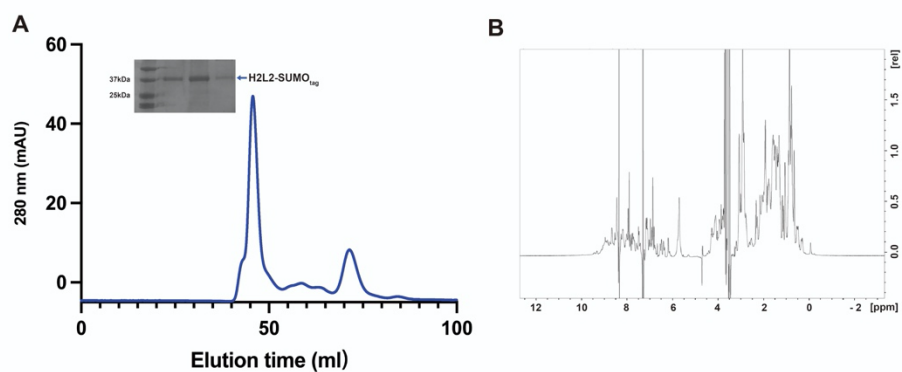 A
60
40
20
0
280 nm (mAU)
37kDa
25kDa
H2L2-SUMOtag
0
50
100
Elution time (ml)
B
[rel]
1.5
1.0
0.5
0.0
12 10 8 6 4 2 0 -2 [ppm]